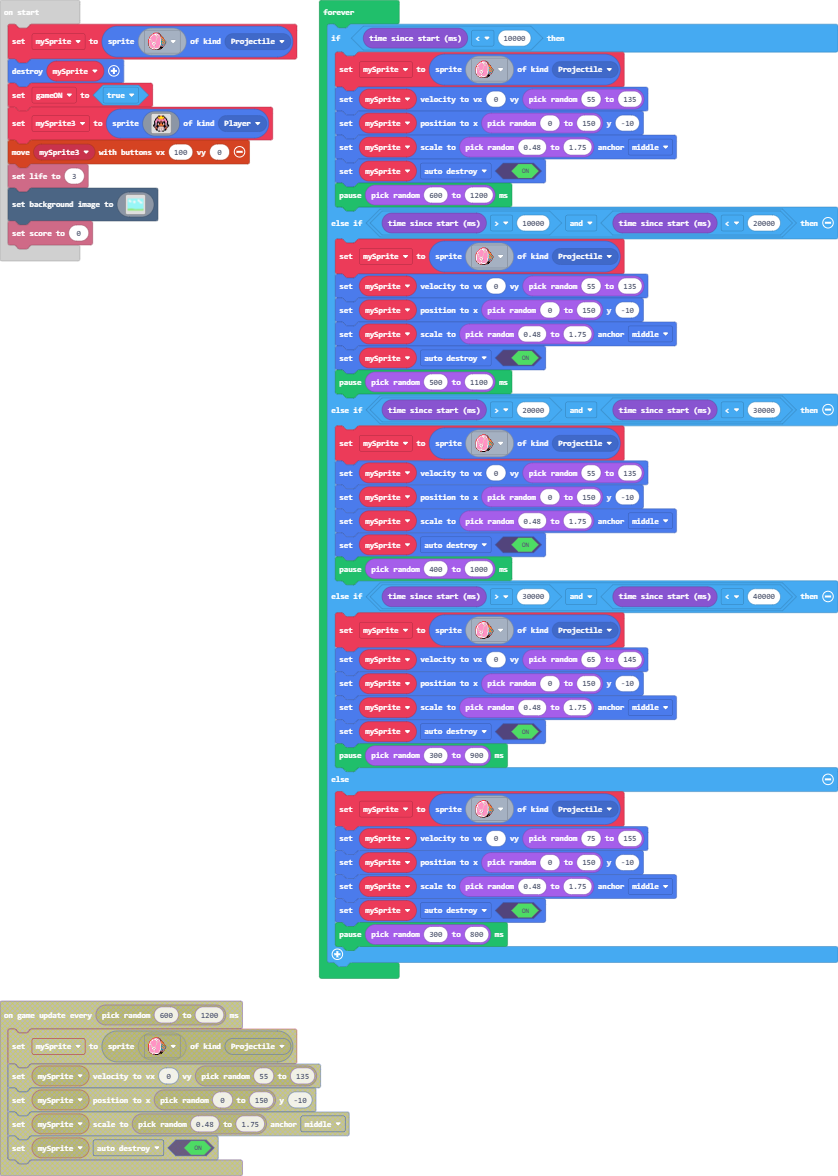 on start
set mySprite to sprite of kind Projectile
destroy mySprite
set gameON to true
set mySprite3 to sprite of kind Player
move mySprite3 with buttons vx 100 vy 0
set life to 3
set background image to
set score to 0
forever
if time since start (ms) < 10000 then
set mySprite to sprite of kind Projectile
set mySprite velocity to vx 0 vy pick random 55 to 135
set mySprite position to x pick random 0 to 150 y -10
set mySprite scale to pick random 0.48 to 1.75 anchor middle
set mySprite auto destroy ON
pause pick random 600 to 1200 ms
else if time since start (ms) > 10000 and time since start (ms) < 20000 then
set mySprite to sprite of kind Projectile
set mySprite velocity to vx 0 vy pick random 55 to 135
set mySprite position to x pick random 0 to 150 y -10
set mySprite scale to pick random 0.48 to 1.75 anchor middle
set mySprite auto destroy ON
pause pick random 500 to 1100 ms
else if time since start (ms) > 20000 and time since start (ms) < 30000 then
set mySprite to sprite of kind Projectile
set mySprite velocity to vx 0 vy pick random 55 to 135
set mySprite position to x pick random 0 to 150 y -10
set mySprite scale to pick random 0.48 to 1.75 anchor middle
set mySprite auto destroy ON
pause pick random 400 to 1000 ms
else if time since start (ms) > 30000 and time since start (ms) < 40000 then
set mySprite to sprite of kind Projectile
set mySprite velocity to vx 0 vy pick random 65 to 145
set mySprite position to x pick random 0 to 150 y -10
set mySprite scale to pick random 0.48 to 1.75 anchor middle
set mySprite auto destroy ON
pause pick random 300 to 900 ms
else
set mySprite to sprite of kind Projectile
set mySprite velocity to vx 0 vy pick random 75 to 155
set mySprite position to x pick random 0 to 150 y -10
set mySprite scale to pick random 0.48 to 1.75 anchor middle
set mySprite auto destroy ON
pause pick random 300 to 800 ms
on game update every pick random 600 to 1200 ms
set mySprite to sprite of kind Projectile
set mySprite velocity to vx 0 vy pick random 55 to 135
set mySprite position to x pick random 0 to 150 y -10
set mySprite scale to pick random 0.48 to 1.75 anchor middle
set mySprite auto destroy ON